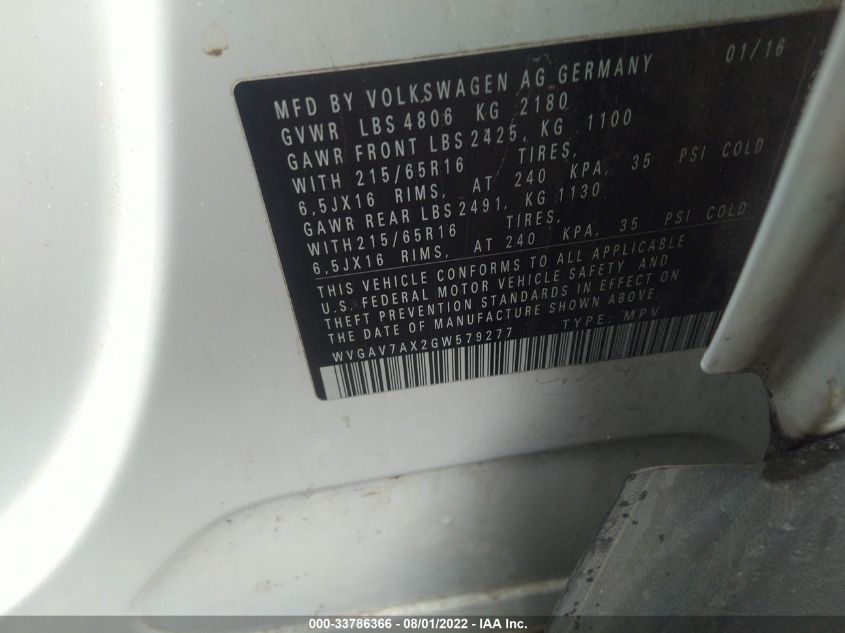 MFD BY VOLKSWAGEN AG GERMANY 01/16
GVWR LBS 4806 KG 2180
GAWR FRONT LBS 2425, KG 1100
WITH 215/65R16 TIRES,
6,5JX16 RIMS, AT 240 KPA, 35 PSI COLD
GAWR REAR LBS 2491, KG 1130
WITH 215/65R16 TIRES,
6,5JX16 RIMS, AT 240 KPA, 35 PSI COLD
THIS VEHICLE CONFORMS TO ALL APPLICABLE
U.S. FEDERAL MOTOR VEHICLE SAFETY AND
THEFT PREVENTION STANDARDS IN EFFECT ON
THE DATE OF MANUFACTURE SHOWN ABOVE.
WVGAV7AX2GW579277 TYPE: MPV
000-33786366 - 08/01/2022 - IAA Inc.